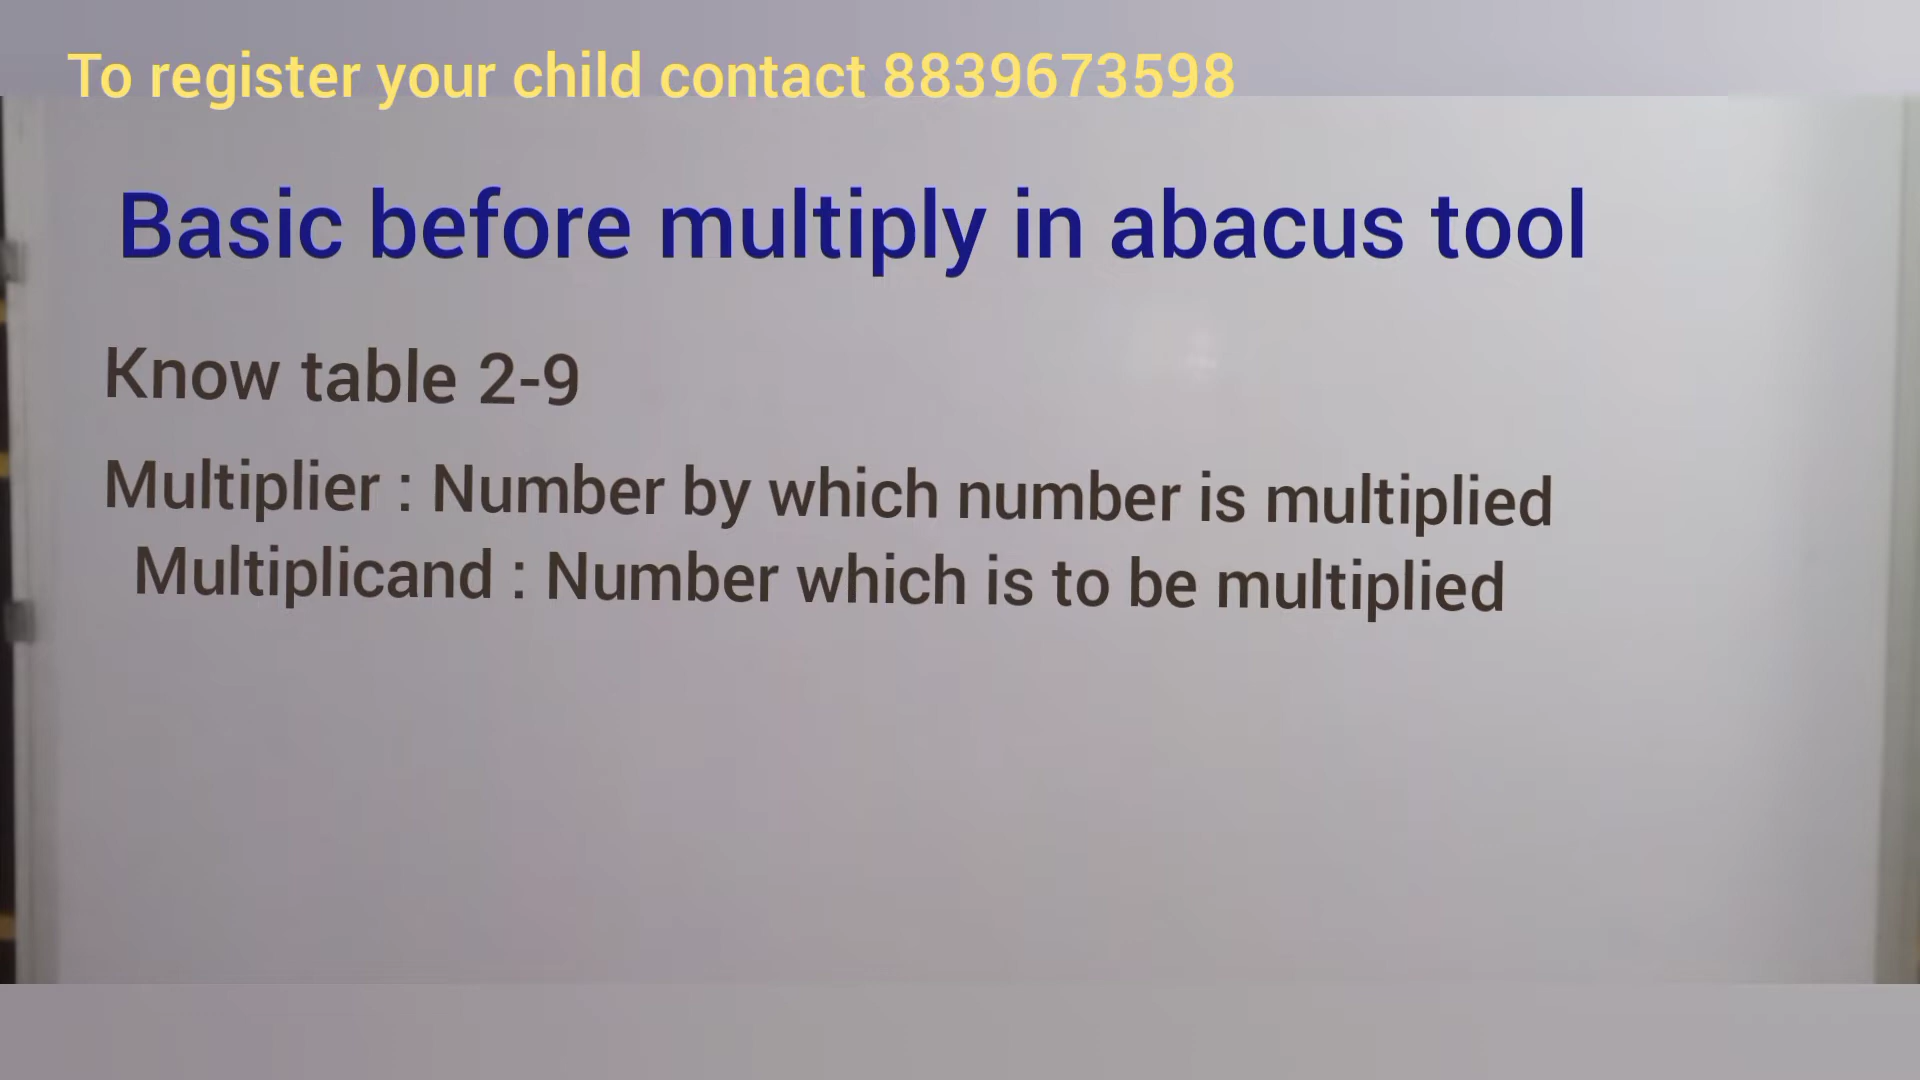 To register your child contact 8839673598
Basic before multiply in abacus tool
Know table 2-9
Multiplier : Number by which number is multiplied
Multiplicand : Number which is to be multiplied